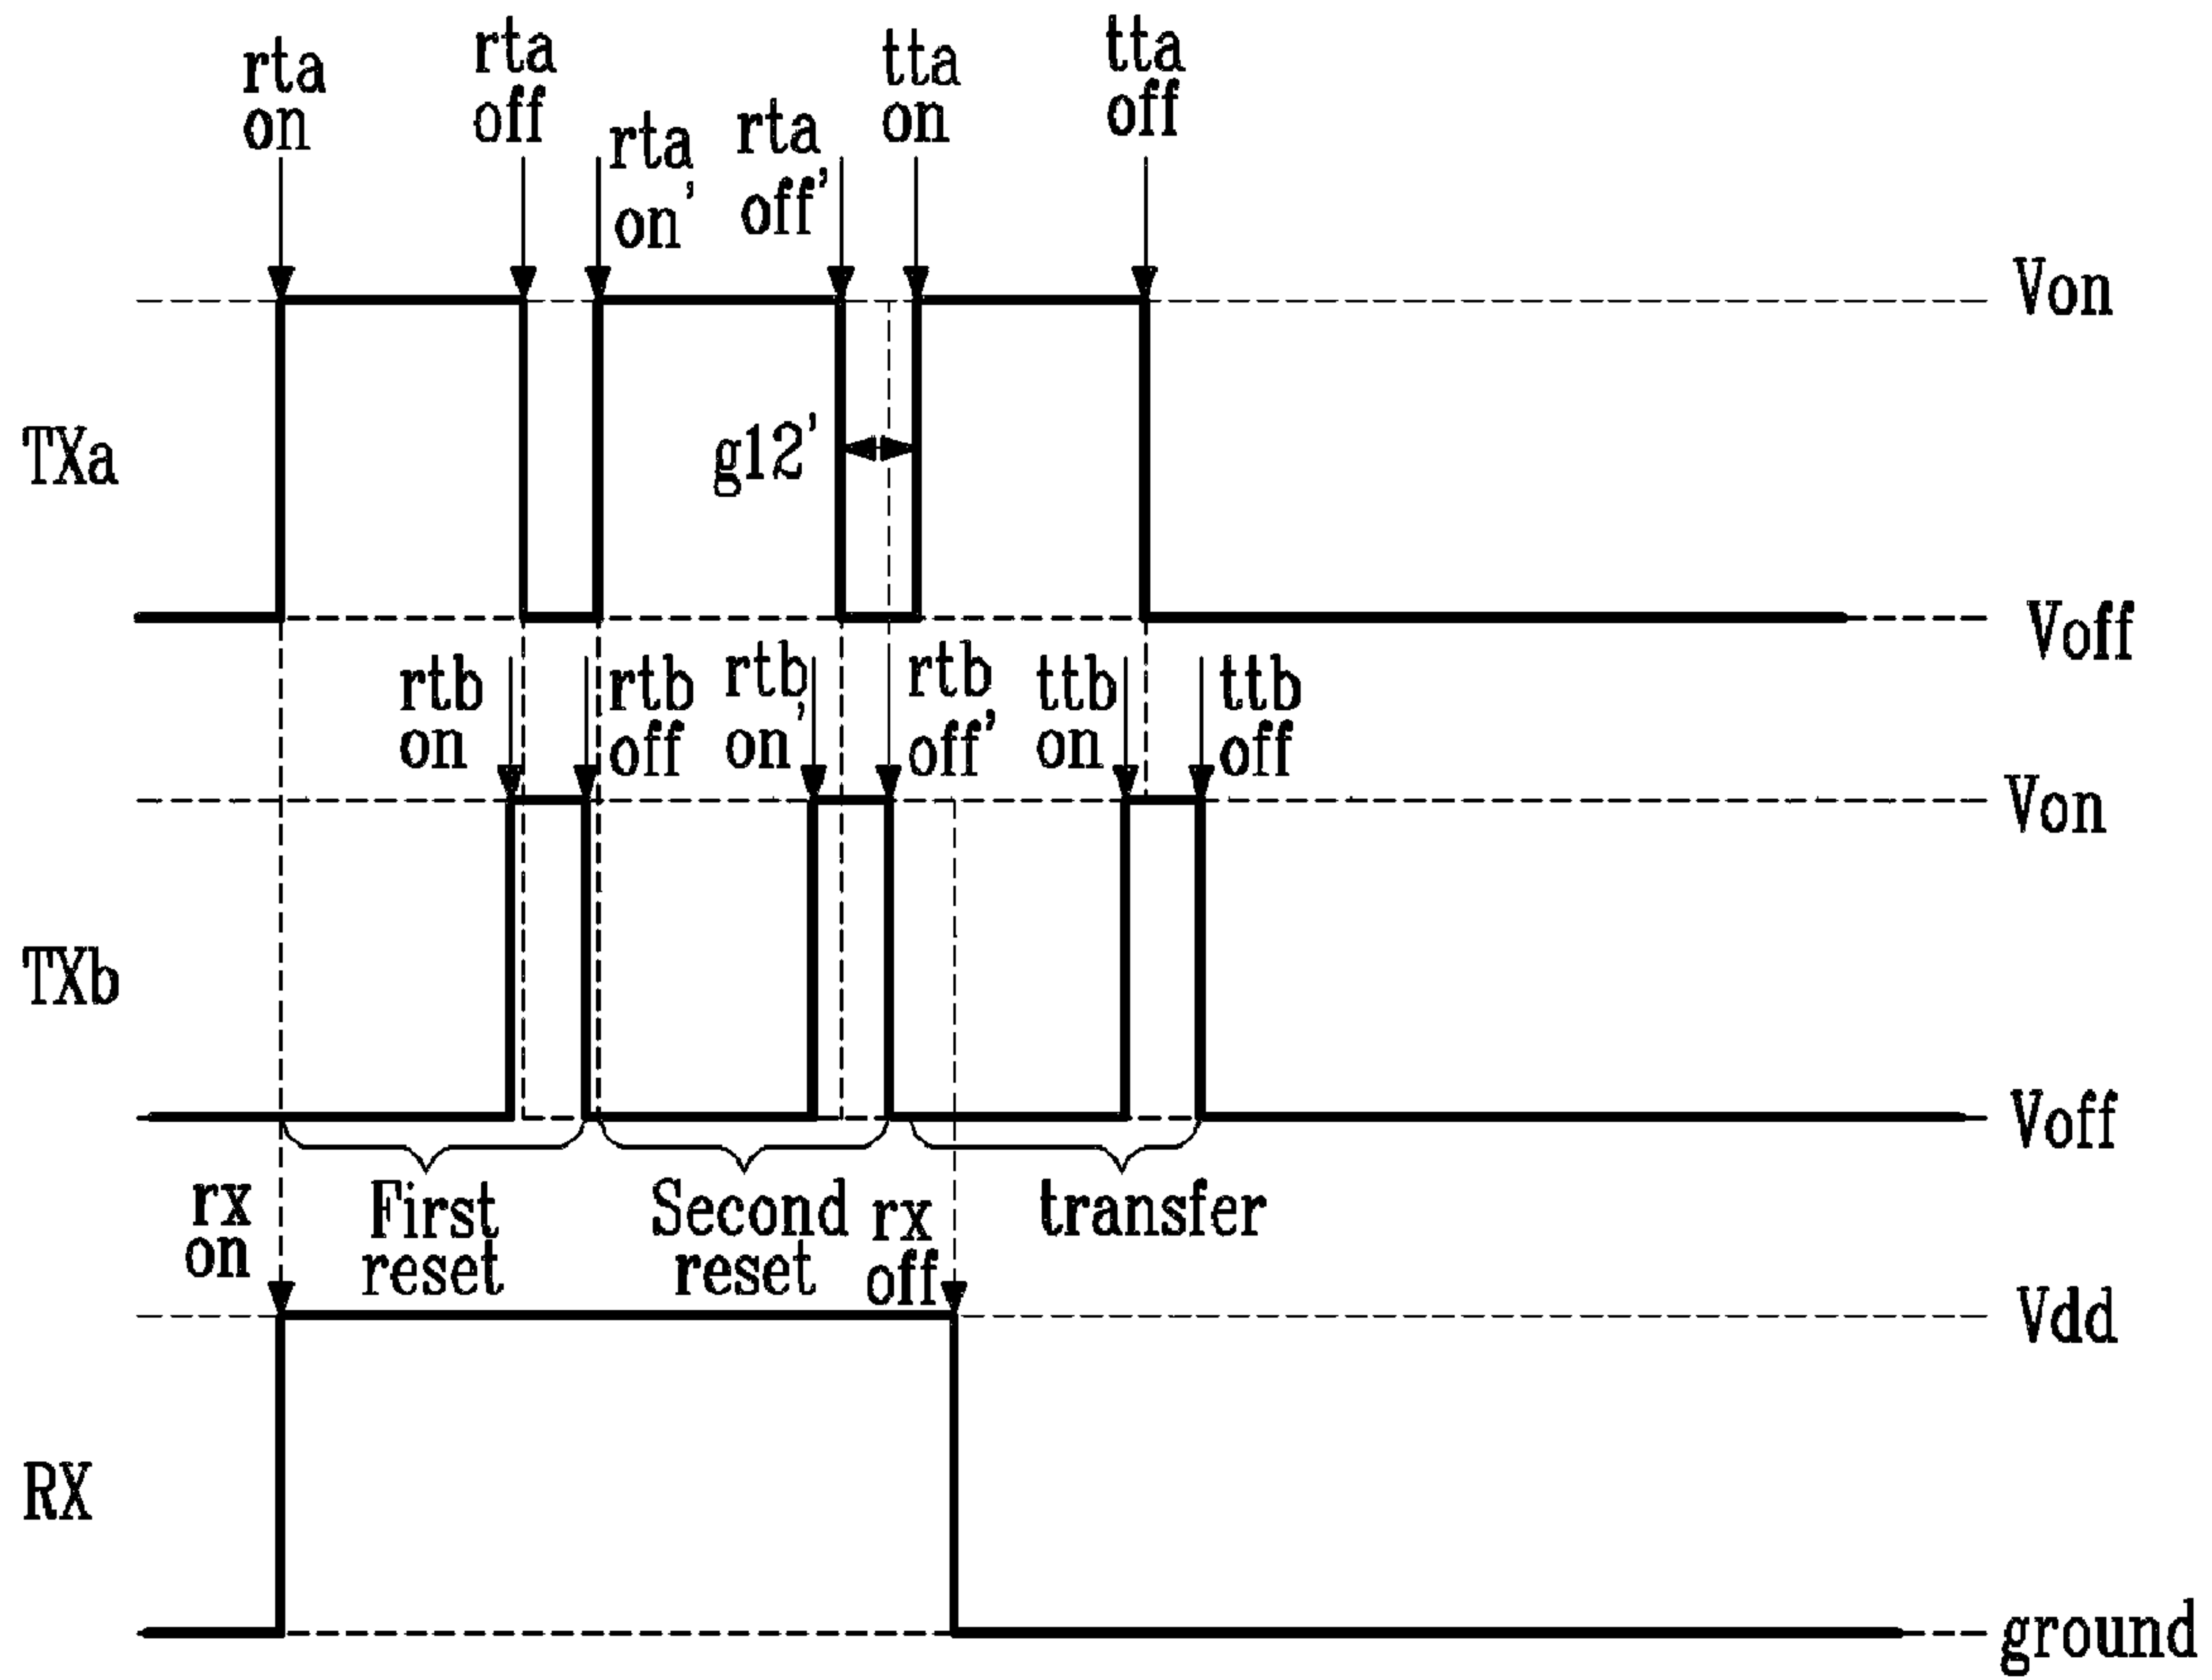 rta
on
rta
off
rta
on'
rta
off'
tta
on
tta
off
Von
TXa
g12'
Voff
rtb
on
rtb
off
rtb
on'
rtb
off'
ttb
on
ttb
off
Von
TXb
Voff
rx
on
First
reset
Second
reset
rx
off
transfer
Vdd
RX
ground